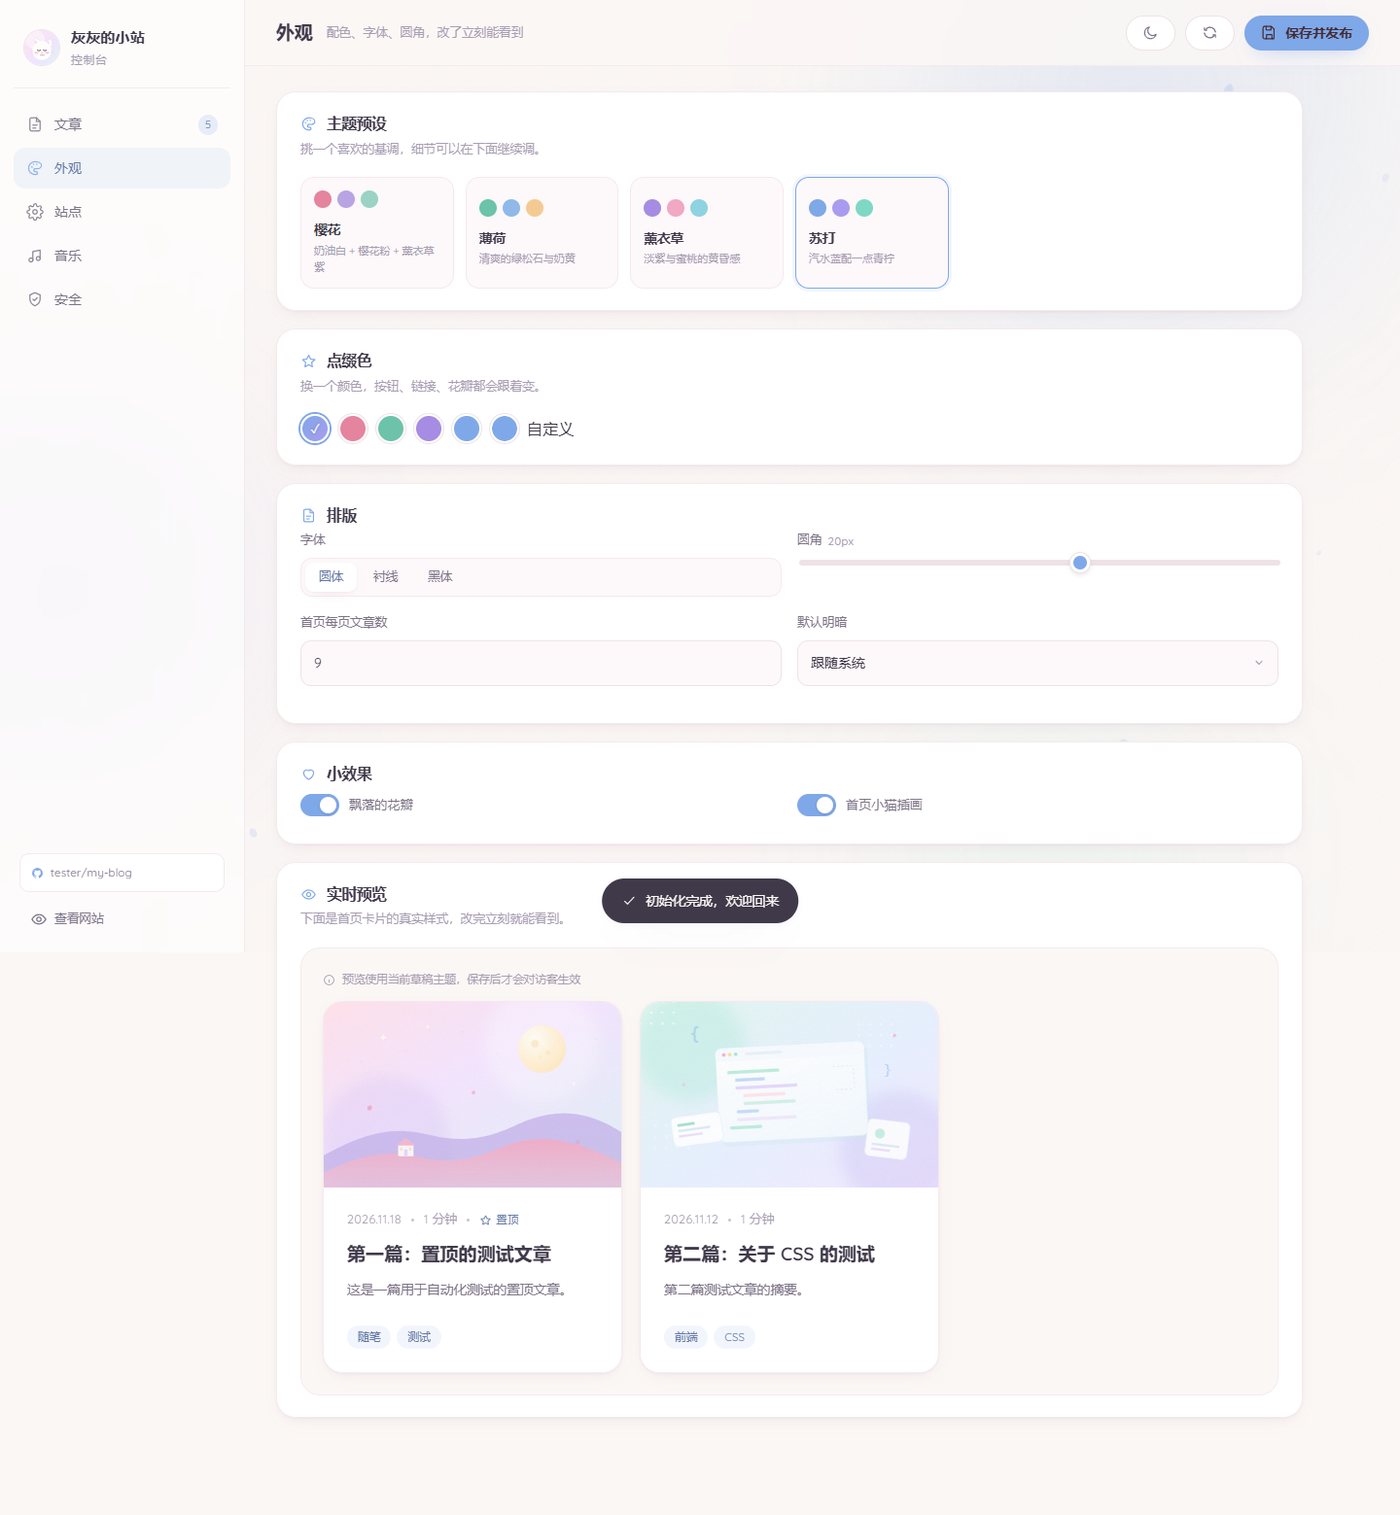 灰灰的小站
控制台
文章 5
外观
站点
音乐
安全
tester/my-blog
查看网站
外观 配色、字体、圆角，改了立刻能看到
保存并发布
主题预设
挑一个喜欢的基调，细节可以在下面继续调。
樱花
奶油白 + 樱花粉 + 薰衣草
紫
薄荷
清爽的绿松石与奶黄
薰衣草
淡紫与蜜桃的黄昏感
苏打
汽水蓝配一点青柠
点缀色
换一个颜色，按钮、链接、花瓣都会跟着变。
自定义
排版
字体
圆体 衬线 黑体
圆角 20px
首页每页文章数
9
默认明暗
跟随系统
小效果
飘落的花瓣
首页小猫插画
实时预览
下面是首页卡片的真实样式，改完立刻就能看到。
初始化完成，欢迎回来
预览使用当前草稿主题，保存后才会对访客生效
{
}
2026.11.18 • 1 分钟 • 置顶
第一篇：置顶的测试文章
这是一篇用于自动化测试的置顶文章。
随笔 测试
2026.11.12 • 1 分钟
第二篇：关于 CSS 的测试
第二篇测试文章的摘要。
前端 CSS